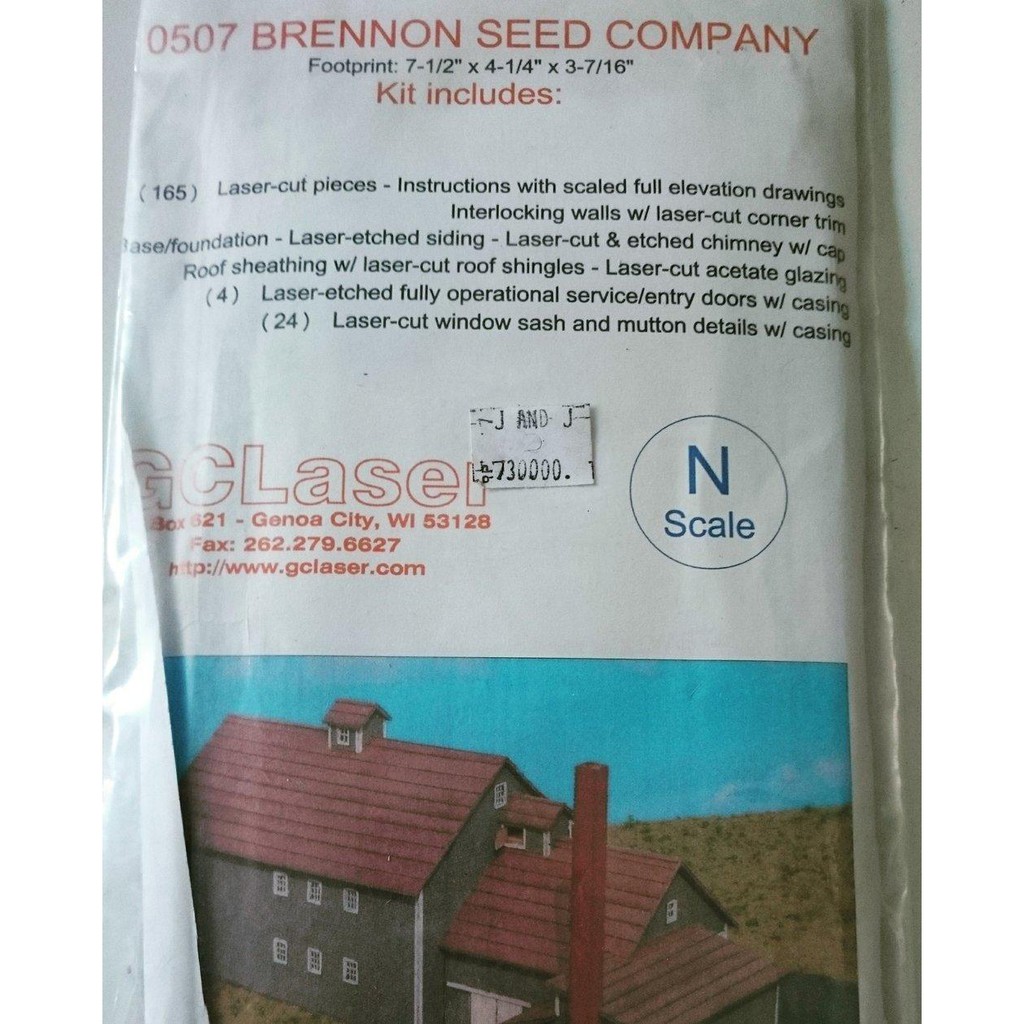 0507 BRENNON SEED COMPANY
Footprint: 7-1/2" x 4-1/4" x 3-7/16"
Kit includes:
(165) Laser-cut pieces - Instructions with scaled full elevation drawings
Interlocking walls w/ laser-cut corner trim
Base/foundation - Laser-etched siding - Laser-cut & etched chimney w/ cap
Roof sheathing w/ laser-cut roof shingles - Laser-cut acetate glazing
(4) Laser-etched fully operational service/entry doors w/ casing
(24) Laser-cut window sash and mutton details w/ casing
J AND J
730000.
GCLaser
Box 621 - Genoa City, WI 53128
Fax: 262.279.6627
http://www.gclaser.com
N
Scale